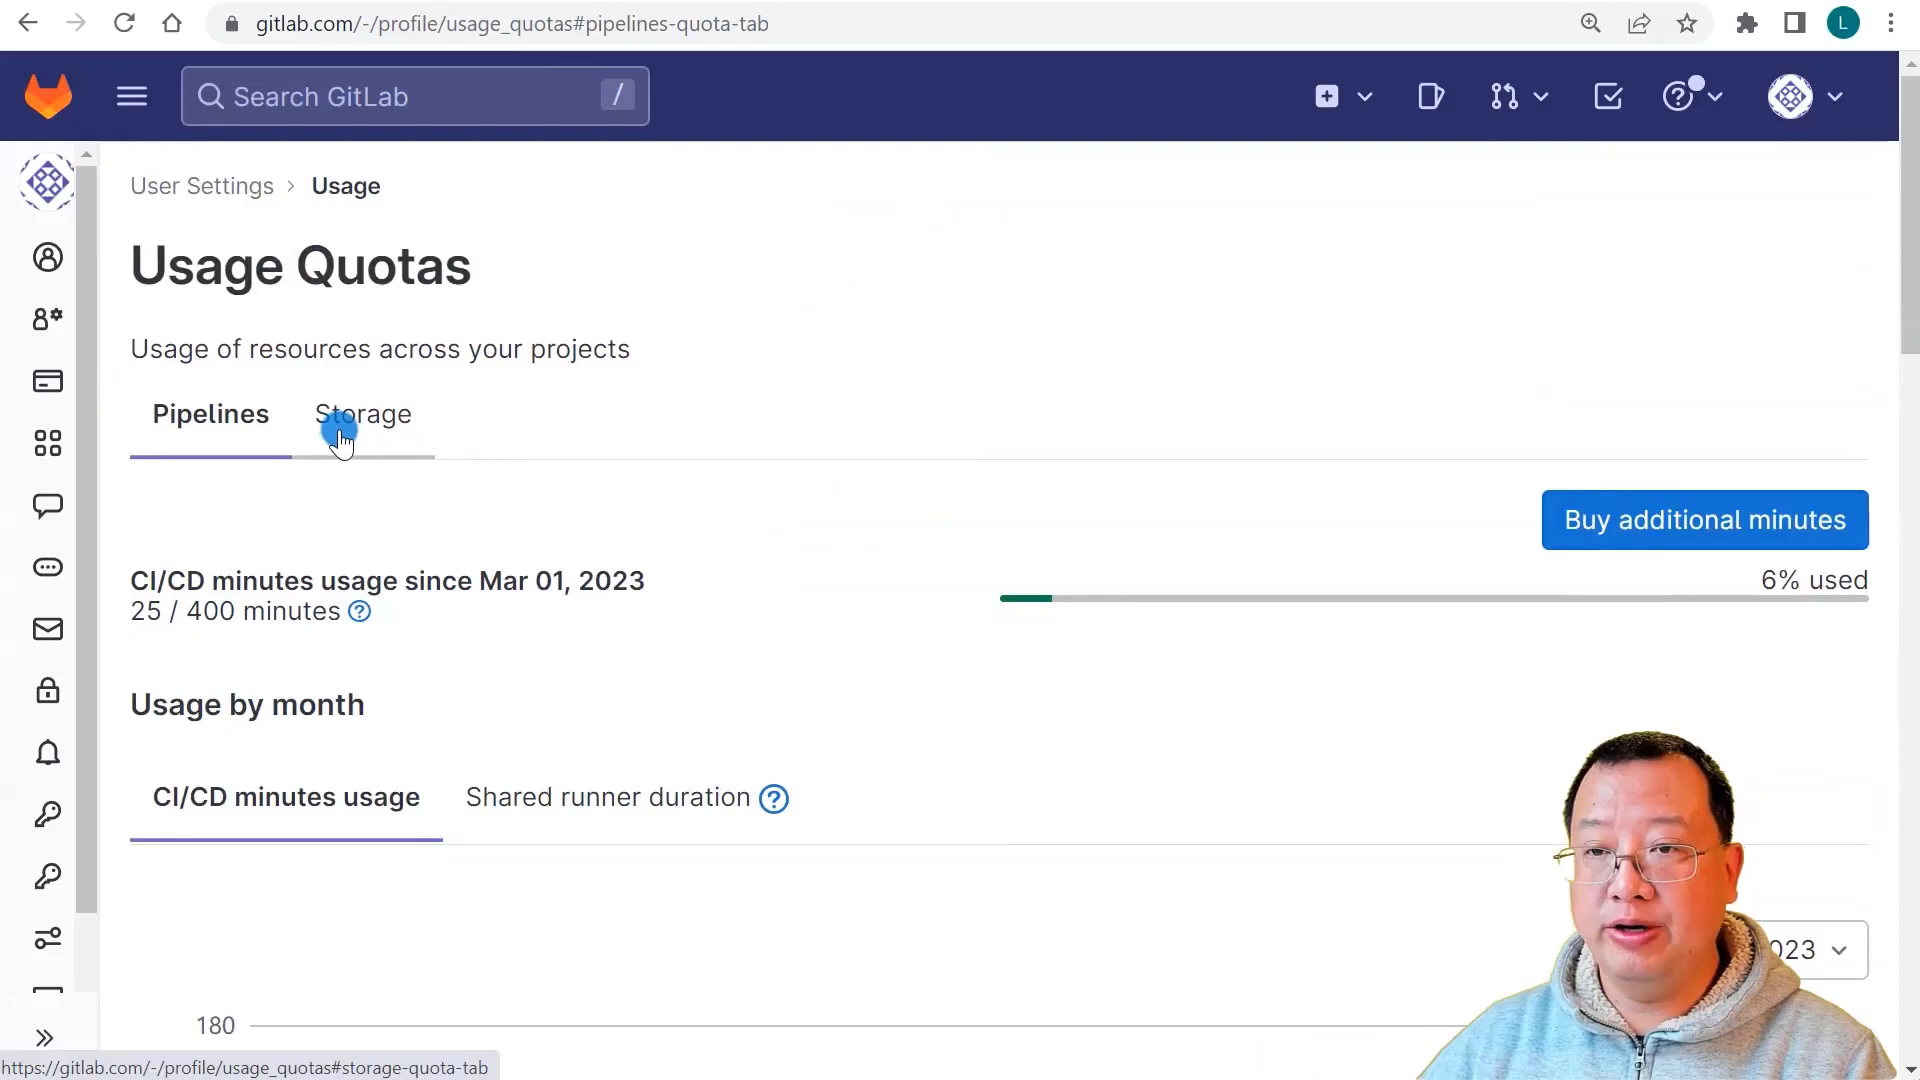 gitlab.com/-/profile/usage_quotas#pipelines-quota-tab
L
Search GitLab /
User Settings > Usage
Usage Quotas
Usage of resources across your projects
Pipelines Storage
Buy additional minutes
CI/CD minutes usage since Mar 01, 2023
6% used
25 / 400 minutes ?
Usage by month
CI/CD minutes usage Shared runner duration ?
023
180
https://gitlab.com/-/profile/usage_quotas#storage-quota-tab